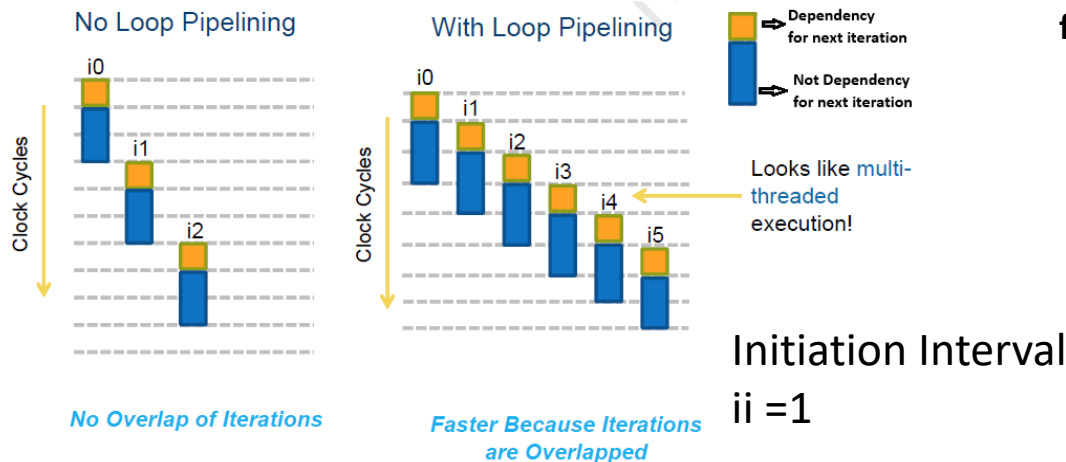 No Loop Pipelining
i0
i1
i2
Clock Cycles
No Overlap of Iterations
With Loop Pipelining
i0
i1
i2
i3
i4
i5
Clock Cycles
Faster Because Iterations
are Overlapped
Dependency
for next iteration
Not Dependency
for next iteration
f
Looks like multi-
threaded
execution!
Initiation Interval
ii =1